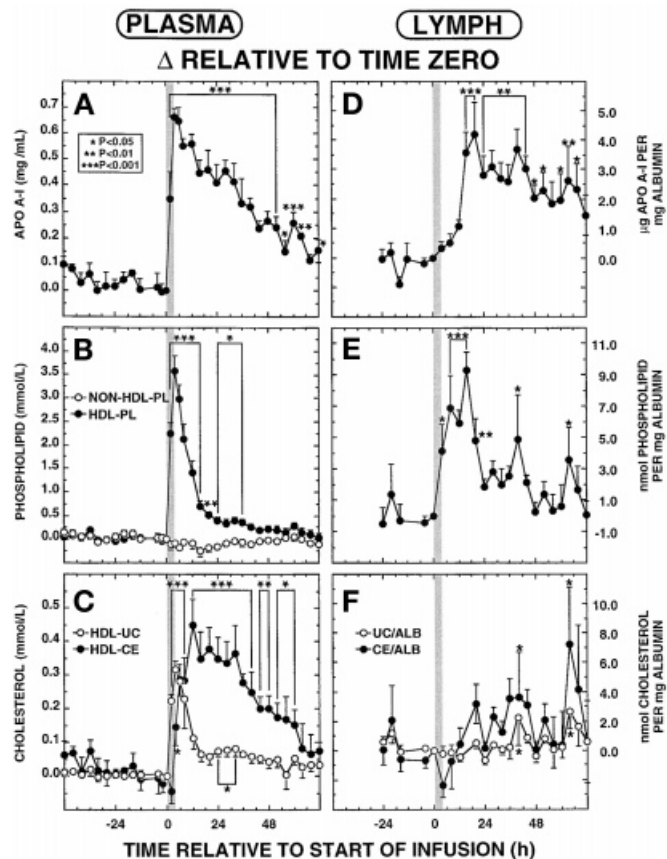 PLASMA
LYMPH
Δ RELATIVE TO TIME ZERO
A
APO A-I (mg/mL)
0.7
0.6
0.5
0.4
0.3
0.2
0.1
0.0
* P<0.05
** P<0.01
***P<0.001
***
*
***
**
*
D
***
**
*
*
*
**
*
5.0
4.0
3.0
2.0
1.0
0.0
µg APO A-I PER
mg ALBUMIN
B
PHOSPHOLIPID (mmol/L)
4.0
3.5
3.0
2.5
2.0
1.5
1.0
0.5
0.0
NON-HDL-PL
HDL-PL
***
*
**
E
***
*
**
*
*
11.0
9.0
7.0
5.0
3.0
1.0
-1.0
nmol PHOSPHOLIPID
PER mg ALBUMIN
C
CHOLESTEROL (mmol/L)
0.5
0.4
0.3
0.2
0.1
0.0
HDL-UC
HDL-CE
***
***
**
*
*
*
-24
0
24
48
F
UC/ALB
CE/ALB
*
*
*
*
10.0
8.0
6.0
4.0
2.0
0.0
nmol CHOLESTEROL
PER mg ALBUMIN
-24
0
24
48
TIME RELATIVE TO START OF INFUSION (h)